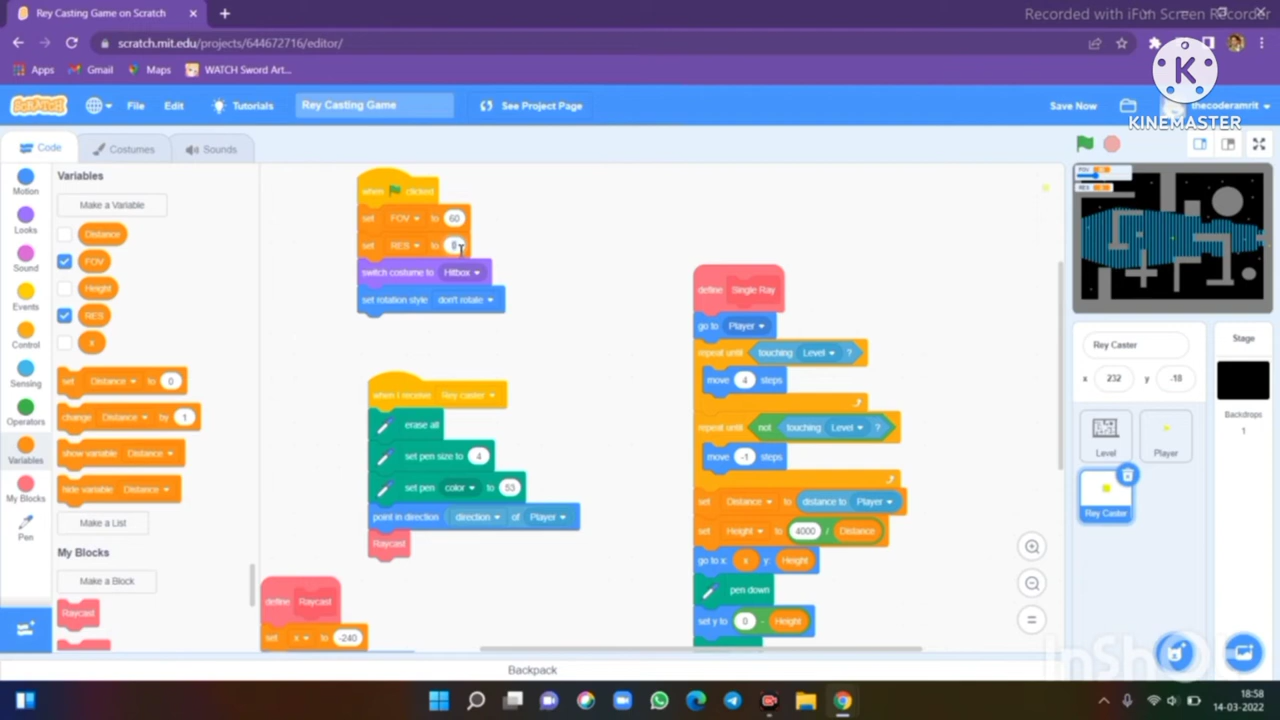 Rey Casting Game on Scratch
Recorded with iFun Screen Recorder
scratch.mit.edu/projects/644672716/editor/
Apps Gmail Maps WATCH Sword Art...
K
KINEMASTER
SCRATCH File Edit Tutorials Rey Casting Game See Project Page Save Now thecoderamrit
Code Costumes Sounds
Motion
Looks
Sound
Events
Control
Sensing
Operators
Variables
My Blocks
Pen
Variables
Make a Variable
Distance
FOV
Height
RES
x
set Distance to 0
change Distance by 1
show variable Distance
hide variable Distance
Make a List
My Blocks
Make a Block
Raycast
when clicked
set FOV to 60
set RES to
switch costume to Hitbox
set rotation style don't rotate
when I receive Rey caster
erase all
set pen size to 4
set pen color to 53
point in direction direction of Player
Raycast
define Raycast
set x to -240
define Single Ray
go to Player
repeat until touching Level ?
move 4 steps
repeat until not touching Level ?
move -1 steps
set Distance to distance to Player
set Height to 4000 / Distance
go to x: x y: Height
pen down
set y to 0 - Height
FOV
RES
Rey Caster
x 232 y -18
Level
Player
Rey Caster
Stage
Backdrops
1
Backpack
InSh
18:58
14-03-2022